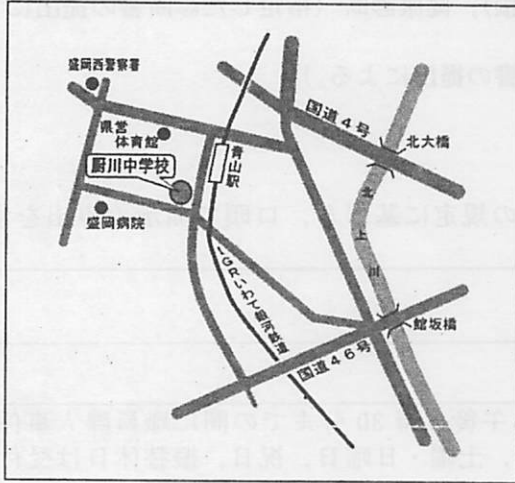 盛岡西警察署
県営
体育館
厨川中学校
盛岡病院
青山駅
IGRいわて銀河鉄道
国道4号
北大橋
北上川
館坂橋
国道46号